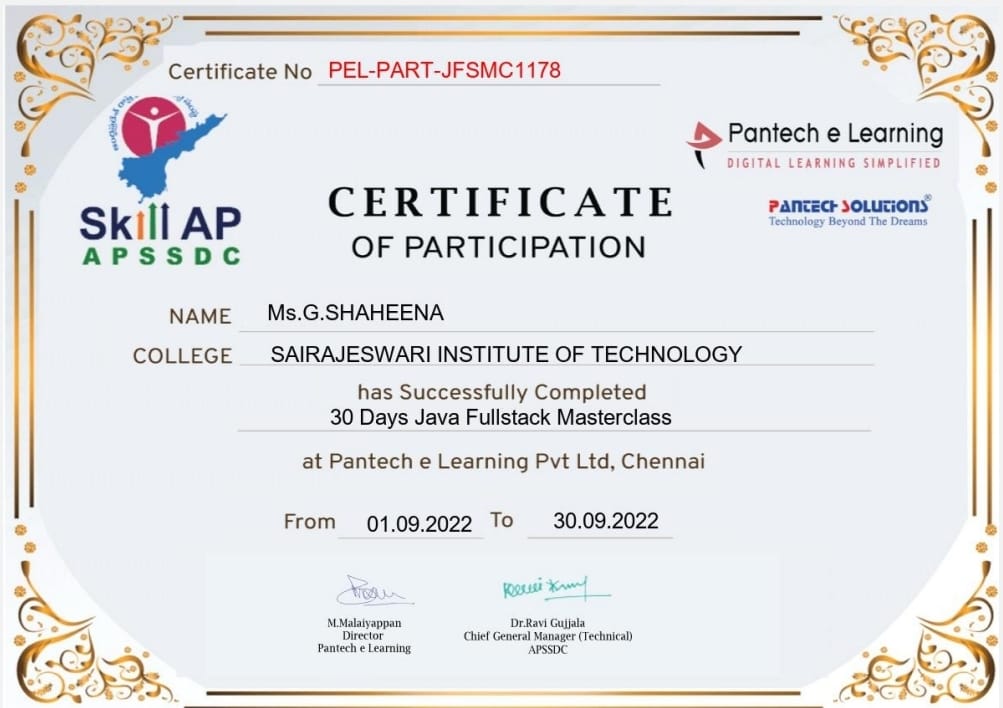 Certificate No PEL-PART-JFSMC1178
Skill AP
APSSDC
Pantech e Learning
DIGITAL LEARNING SIMPLIFIED
PANTECH SOLUTIONS®
Technology Beyond The Dreams
CERTIFICATE
OF PARTICIPATION
NAME Ms.G.SHAHEENA
COLLEGE SAIRAJESWARI INSTITUTE OF TECHNOLOGY
has Successfully Completed
30 Days Java Fullstack Masterclass
at Pantech e Learning Pvt Ltd, Chennai
From 01.09.2022 To 30.09.2022
M.Malaiyappan
Director
Pantech e Learning
Dr.Ravi Gujjala
Chief General Manager (Technical)
APSSDC